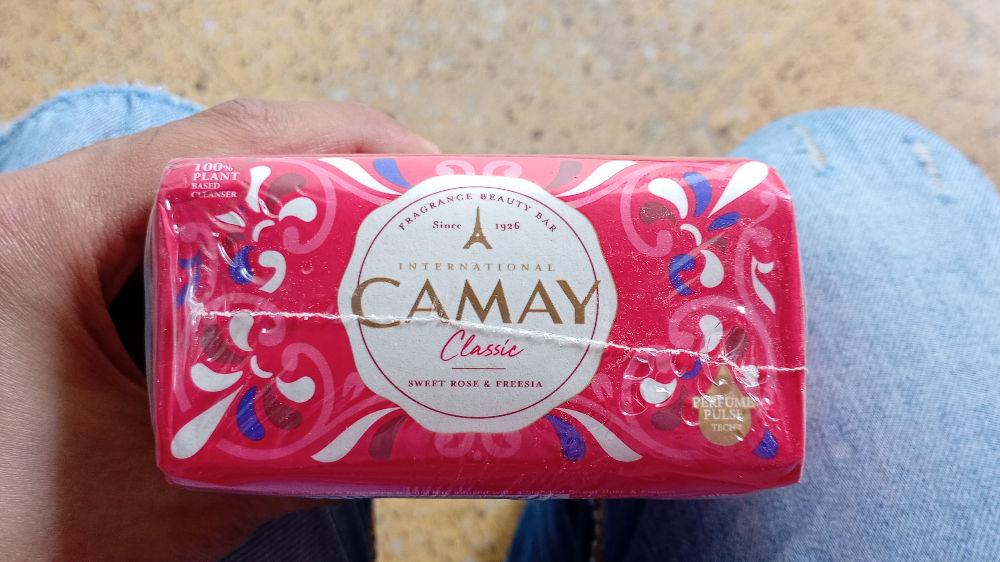 100%
PLANT
BASED
CLEANSER
FRAGRANCE BEAUTY BAR
Since 1926
INTERNATIONAL
CAMAY
Classic
SWEET ROSE & FREESIA
PERFUME
PULSE
TECH